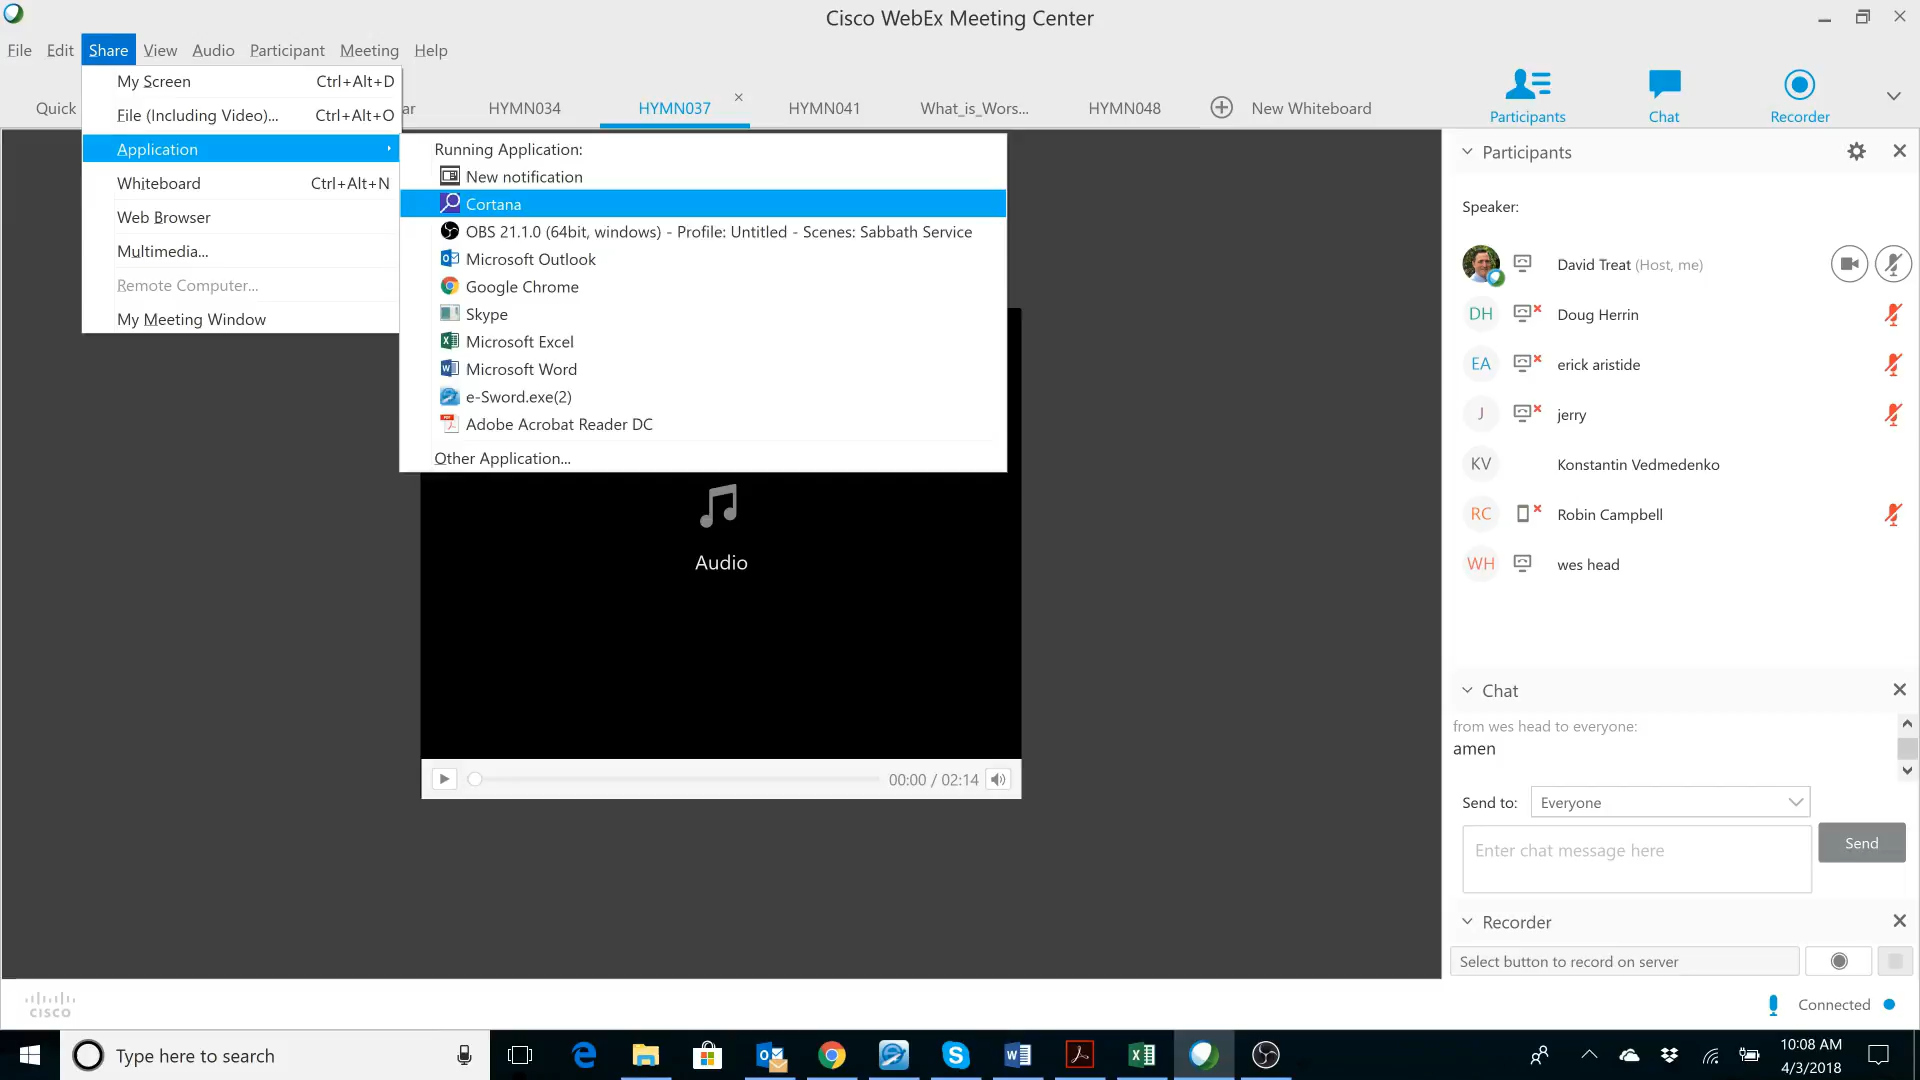 Cisco WebEx Meeting Center
File Edit Share View Audio Participant Meeting Help
My Screen Ctrl+Alt+D
File (Including Video)... Ctrl+Alt+O
Application
Whiteboard Ctrl+Alt+N
Web Browser
Multimedia...
Remote Computer...
My Meeting Window
Quick ar HYMN034 HYMN037 HYMN041 What_is_Wors... HYMN048 New Whiteboard
Participants Chat Recorder
Running Application:
New notification
Cortana
OBS 21.1.0 (64bit, windows) - Profile: Untitled - Scenes: Sabbath Service
Microsoft Outlook
Google Chrome
Skype
Microsoft Excel
Microsoft Word
e-Sword.exe(2)
Adobe Acrobat Reader DC
Other Application...
Audio
00:00 / 02:14
Participants
Speaker:
David Treat (Host, me)
DH Doug Herrin
EA erick aristide
J jerry
KV Konstantin Vedmedenko
RC Robin Campbell
WH wes head
Chat
from wes head to everyone:
amen
Send to: Everyone
Enter chat message here
Send
Recorder
Select button to record on server
CISCO
Connected
Type here to search
10:08 AM
4/3/2018